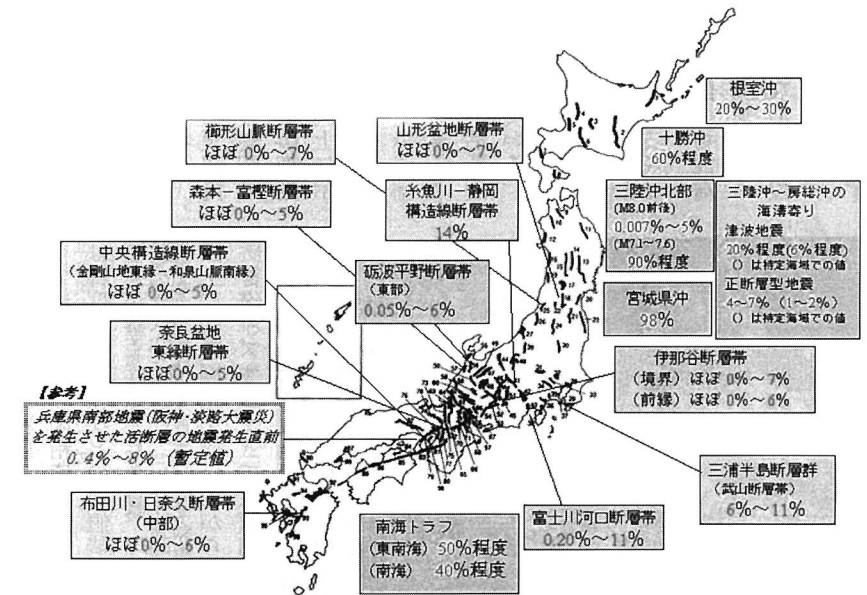 根室沖
20%～30%
十勝沖
60%程度
櫛形山脈断層帯
ほぼ0%～7%
山形盆地断層帯
ほぼ0%～7%
森本－富樫断層帯
ほぼ0%～5%
糸魚川－静岡
構造線断層帯
14%
三陸沖北部
(M8.0前後)
0.007%～5%
(M7.1～7.6)
90%程度
三陸沖～房総沖の
海溝寄り
津波地震
20%程度(6%程度)
()は特定海域での値
正断層型地震
4～7% (1～2%)
()は特定海域での値
中央構造線断層帯
(金剛山地東縁－和泉山脈南縁)
ほぼ 0%～5%
砺波平野断層帯
(東部)
0.05%～6%
宮城県沖
98%
奈良盆地
東縁断層帯
ほぼ0%～5%
伊那谷断層帯
(境界) ほぼ 0%～7%
(前縁) ほぼ 0%～6%
【参考】
兵庫県南部地震(阪神・淡路大震災)
を発生させた活断層の地震発生直前
0.4%～8% (暫定値)
三浦半島断層群
(武山断層帯)
6%～11%
布田川・日奈久断層帯
(中部)
ほぼ0%～6%
南海トラフ
(東南海) 50%程度
(南海) 40%程度
富士川河口断層帯
0.20%～11%